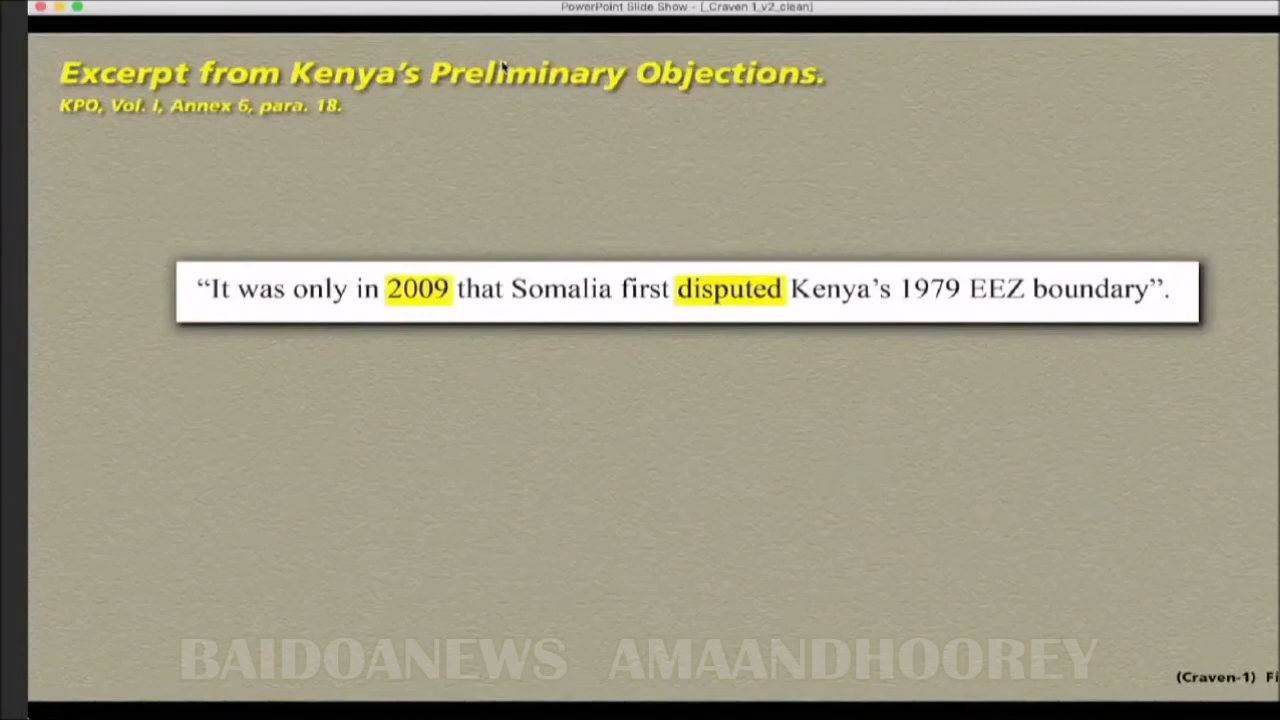 PowerPoint Slide Show - [_Craven 1_v2_clean]
Excerpt from Kenya's Preliminary Objections.
KPO, Vol. I, Annex 6, para. 18.
“It was only in 2009 that Somalia first disputed Kenya’s 1979 EEZ boundary”.
BAIDOANEWS AMAANDHOOREY
(Craven-1) Fi